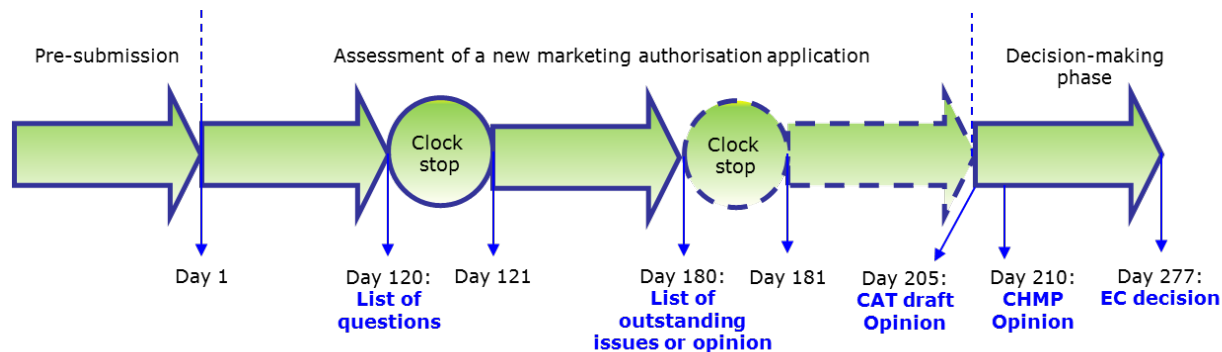 Pre-submission
Assessment of a new marketing authorisation application
Decision-making
phase
Clock
stop
Clock
stop
Day 1
Day 120:
List of
questions
Day 121
Day 180:
List of
outstanding
issues or opinion
Day 181
Day 205:
CAT draft
Opinion
Day 210:
CHMP
Opinion
Day 277:
EC decision